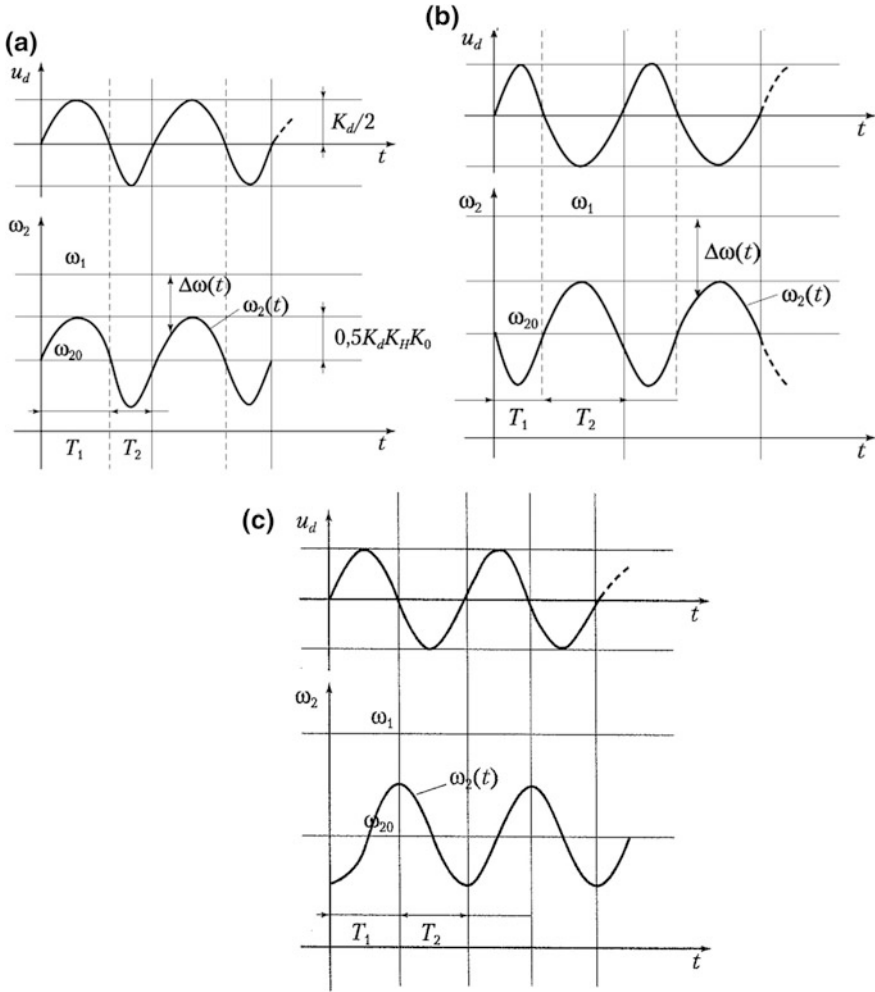 (a)
u_d
K_d/2
t
ω_2
ω_1
Δω(t)
ω_2(t)
ω_20
0,5K_dK_HK_0
T_1
T_2
t
(b)
u_d
t
ω_2
ω_1
Δω(t)
ω_20
ω_2(t)
T_1
T_2
t
(c)
u_d
t
ω_2
ω_1
ω_2(t)
ω_20
T_1
T_2
t